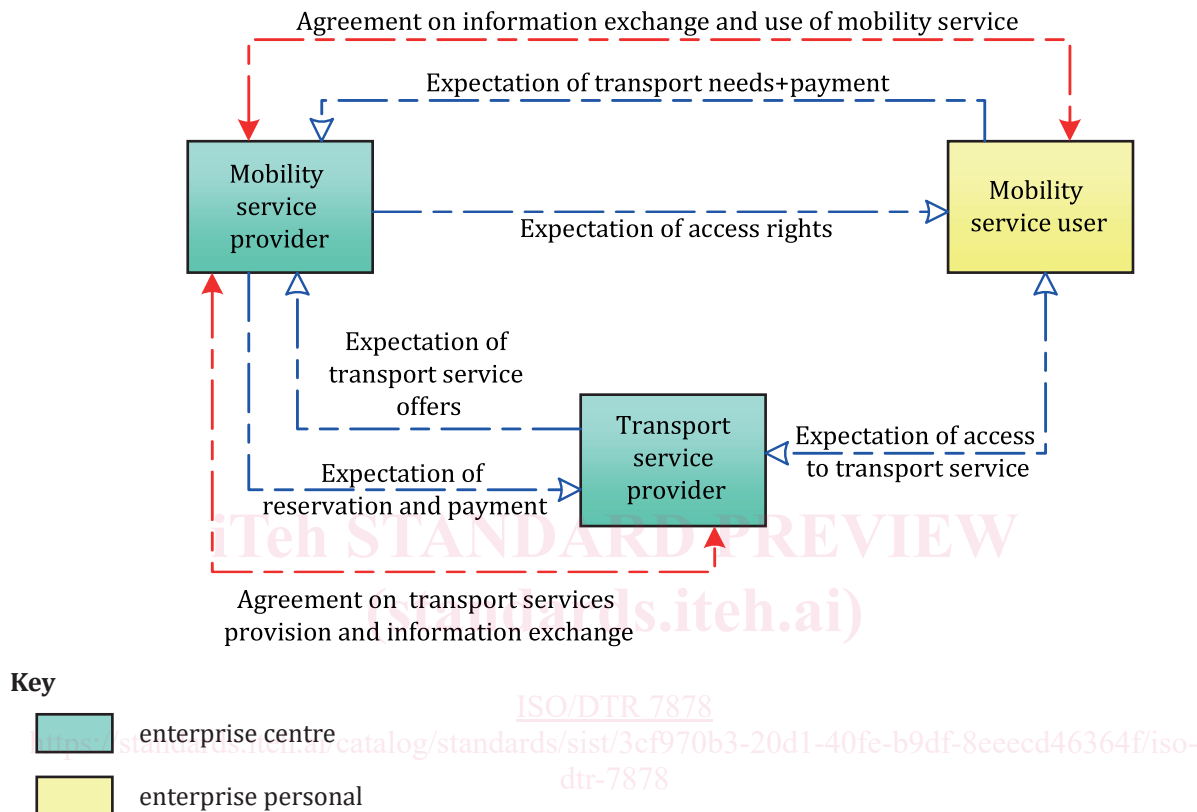 Agreement on information exchange and use of mobility service
Expectation of transport needs+payment
Mobility
service
provider
Mobility
service user
Expectation of access rights
Expectation of
transport service
offers
Transport
service
provider
Expectation of access
to transport service
Expectation of
reservation and payment
iTeh STANDARD PREVIEW
(standards.iteh.ai)
Agreement on transport services
provision and information exchange
Key
ISO/DTR 7878
enterprise centre
https://standards.iteh.ai/catalog/standards/sist/3cf970b3-20d1-40fe-b9df-8eeecd46364f/iso-
dtr-7878
enterprise personal